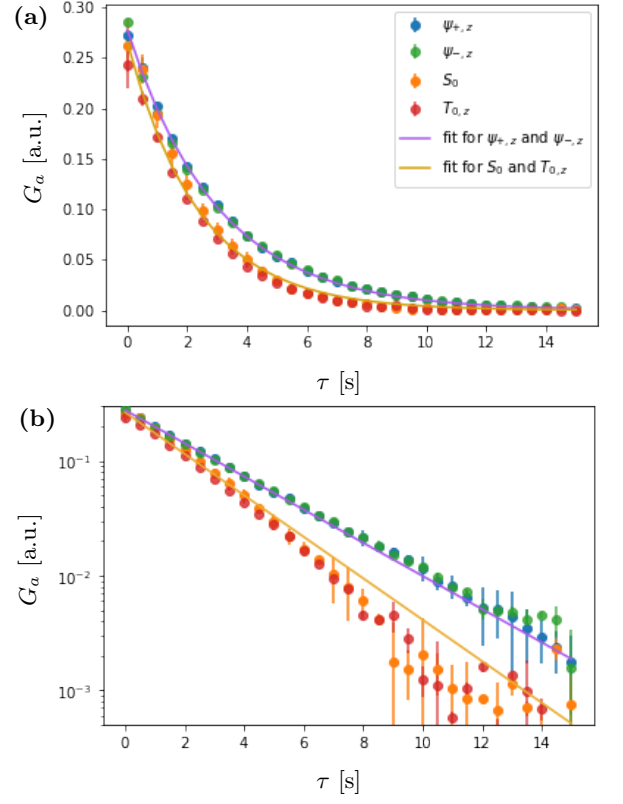 (a)
0.30
0.25
0.20
0.15
0.10
0.05
0.00
G_a [a.u.]
ψ_{+,z}
ψ_{−,z}
S_0
T_{0,z}
fit for ψ_{+,z} and ψ_{−,z}
fit for S_0 and T_{0,z}
0 2 4 6 8 10 12 14
τ [s]
(b)
10^{−1}
10^{−2}
10^{−3}
G_a [a.u.]
0 2 4 6 8 10 12 14
τ [s]